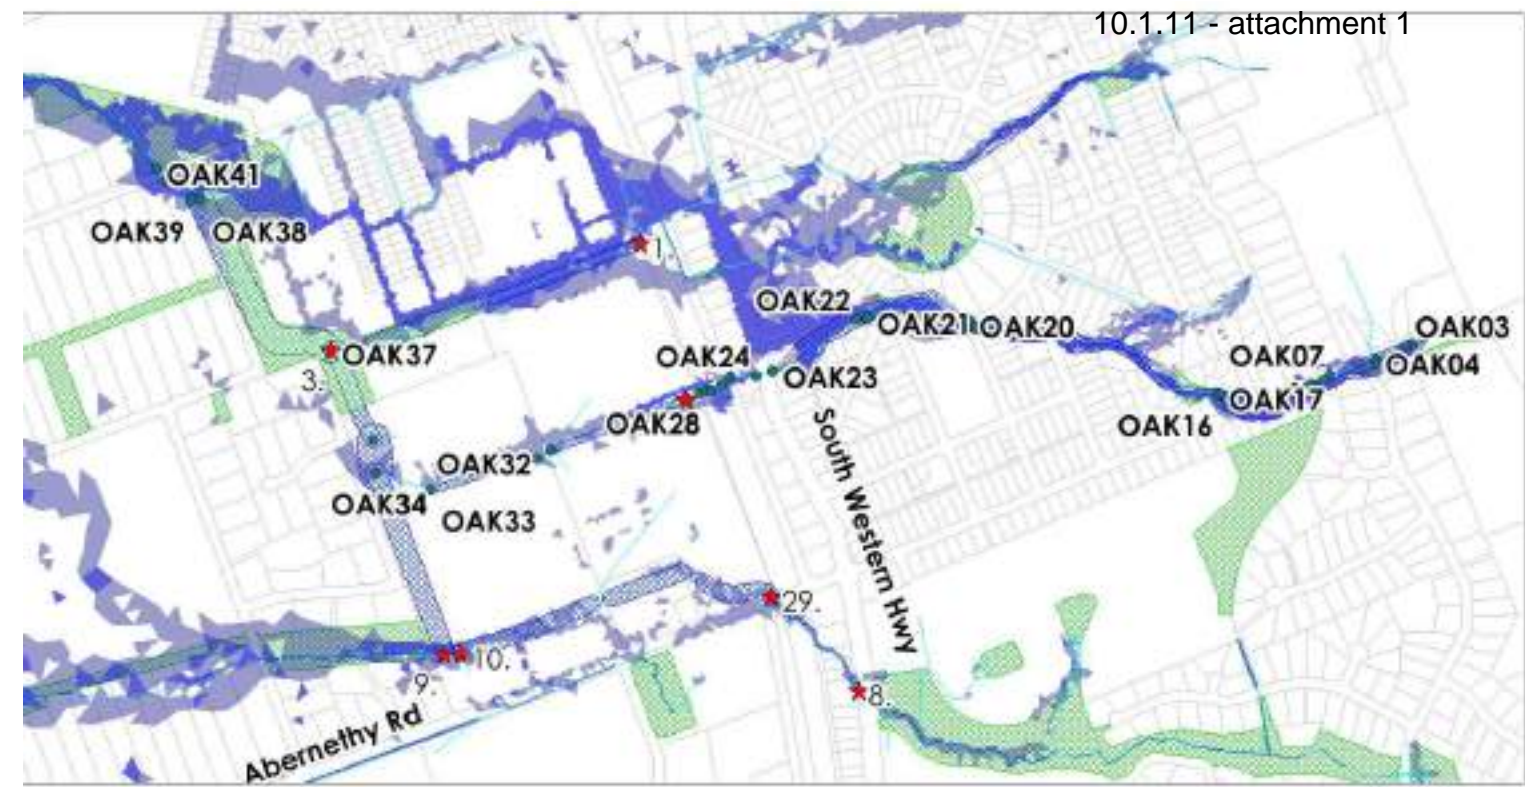 10.1.11 - attachment 1
OAK41
OAK39
OAK38
1.
OAK22
OAK21
OAK20
OAK03
OAK37
OAK24
OAK07
OAK04
3.
OAK23
OAK17
OAK28
OAK16
OAK32
OAK34
OAK33
South Western Hwy
29.
10.
9.
8.
Abernethy Rd